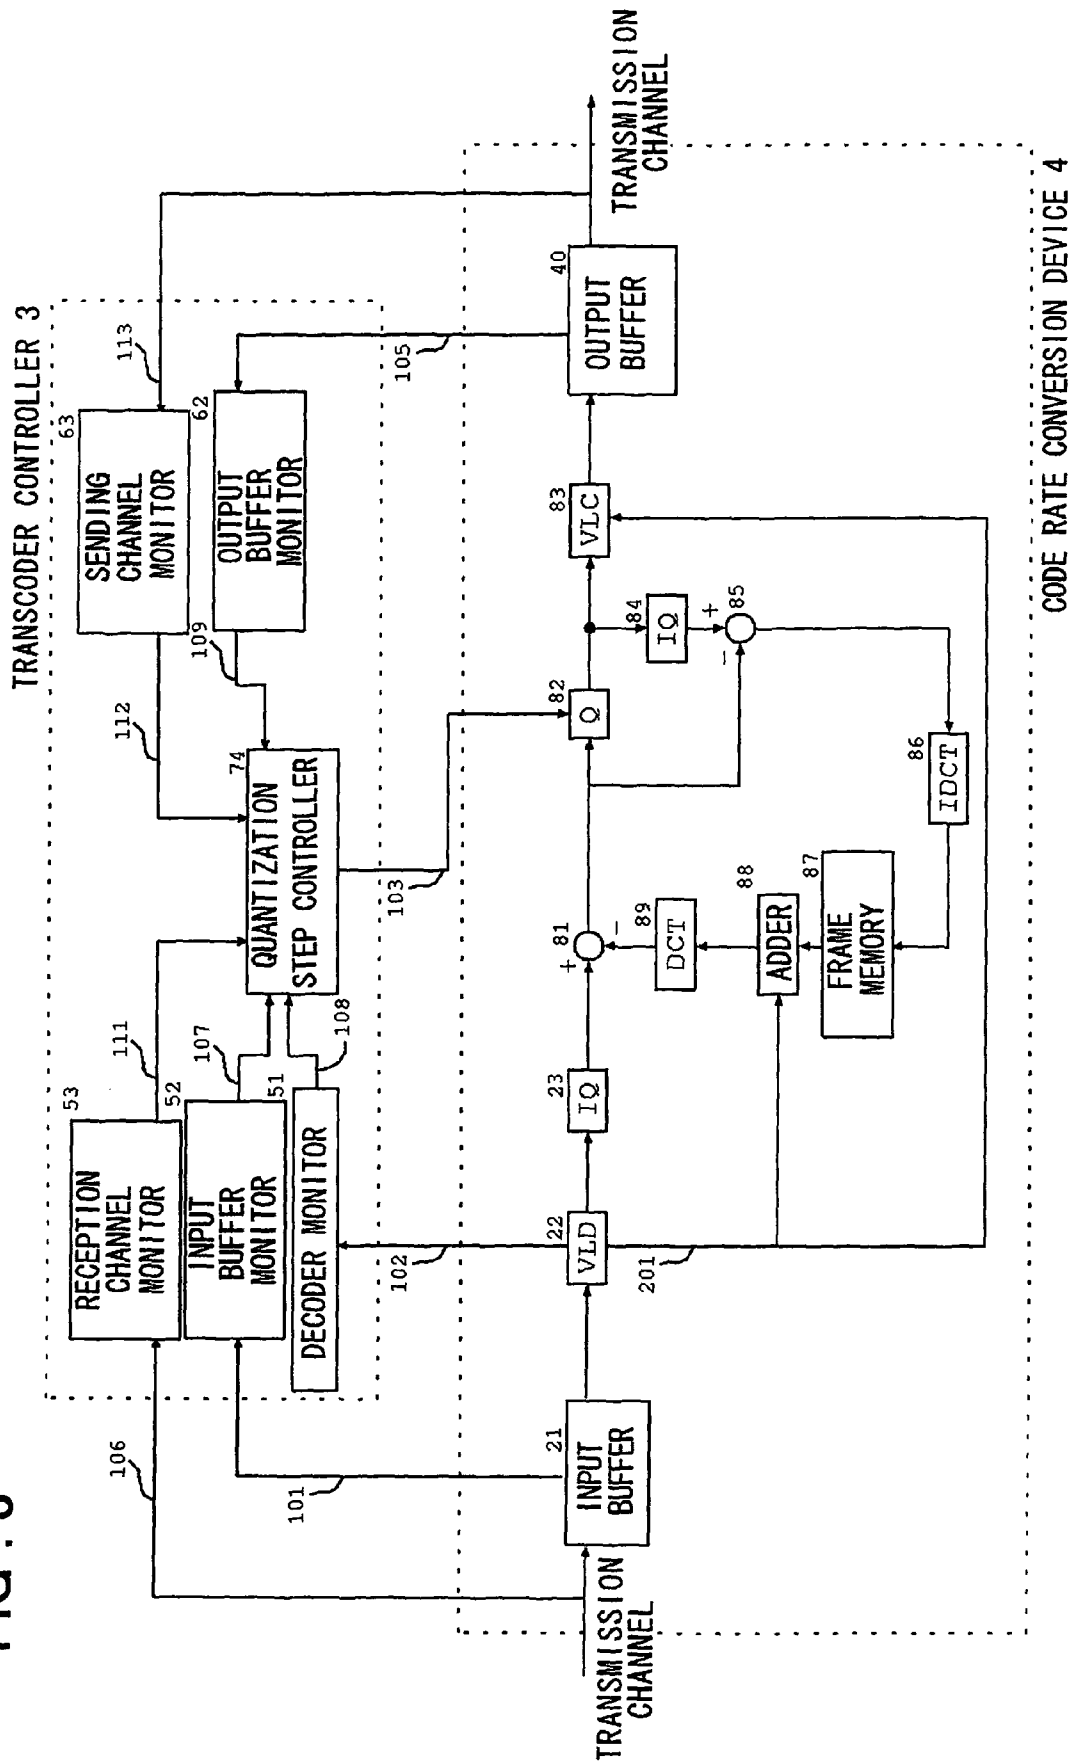 TRANSCODER CONTROLLER 3
53
RECEPTION
CHANNEL
MONITOR
52
INPUT
BUFFER
MONITOR
51
DECODER MONITOR
63
SENDING
CHANNEL
MONITOR
62
OUTPUT
BUFFER
MONITOR
74
QUANTIZATION
STEP CONTROLLER
106
111
112
113
107
108
109
101
102
103
105
TRANSMISSION
CHANNEL
21
INPUT
BUFFER
22
VLD
201
23
IQ
+
81
-
82
Q
83
VLC
40
OUTPUT
BUFFER
TRANSMISSION
CHANNEL
84
IQ
+
85
-
86
IDCT
87
FRAME
MEMORY
88
ADDER
89
DCT
CODE RATE CONVERSION DEVICE 4